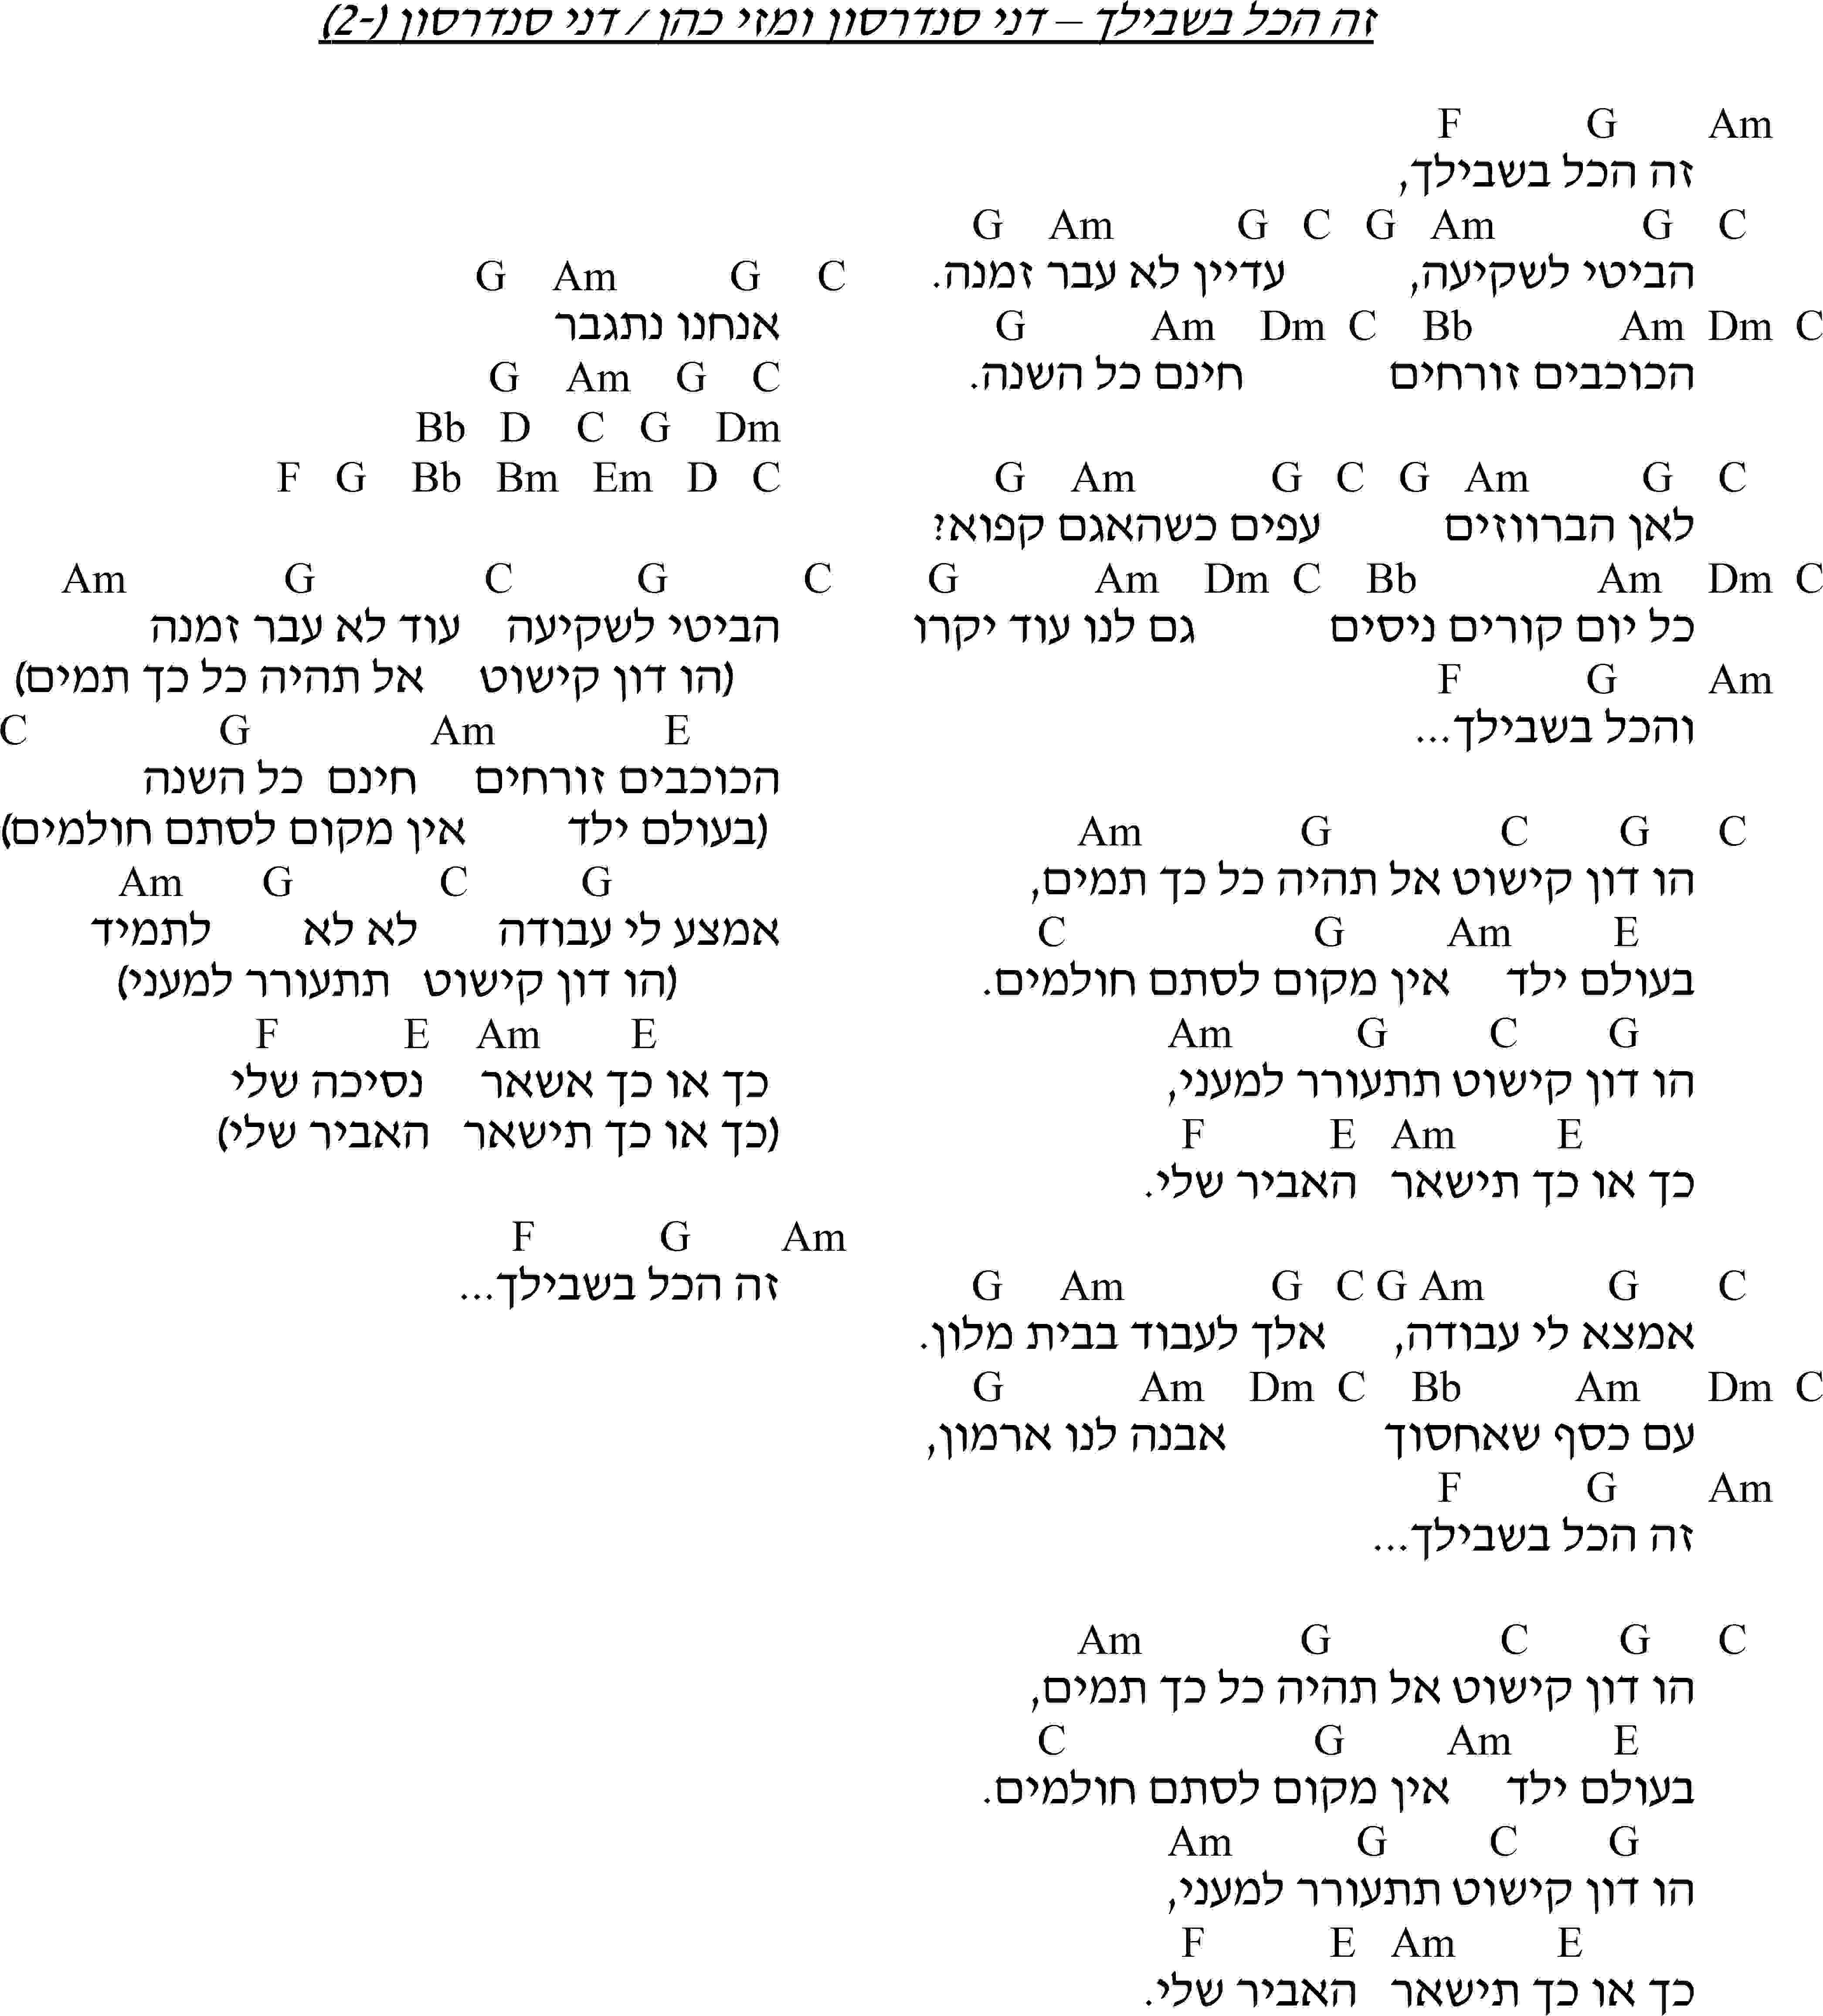 זה הכל בשבילך – דני סנדרסון ומזי כהן / דני סנדרסון (-2)
F G Am
זה הכל בשבילך,
G Am G C G Am G C
הביטי לשקיעה, עדיין לא עבר זמנה.
G Am Dm C Bb Am Dm C
הכוכבים זורחים חינם כל השנה.
G Am G C G Am G C
לאן הברווזים עפים כשהאגם קפוא?
G Am Dm C Bb Am Dm C
כל יום קורים ניסים גם לנו עוד יקרו
F G Am
והכל בשבילך...
Am G C G C
הו דון קישוט אל תהיה כל כך תמים,
C G Am E
בעולם ילד אין מקום לסתם חולמים.
Am G C G
הו דון קישוט תתעורר למעני,
F E Am E
כך או כך תישאר האביר שלי.
G Am G C G Am G C
אמצא לי עבודה, אלך לעבוד בבית מלון.
G Am Dm C Bb Am Dm C
עם כסף שאחסוך אבנה לנו ארמון,
F G Am
זה הכל בשבילך...
Am G C G C
הו דון קישוט אל תהיה כל כך תמים,
C G Am E
בעולם ילד אין מקום לסתם חולמים.
Am G C G
הו דון קישוט תתעורר למעני,
F E Am E
כך או כך תישאר האביר שלי.
G Am G C
אנחנו נתגבר
G Am G C
Bb D C G Dm
F G Bb Bm Em D C
Am G C G C
הביטי לשקיעה עוד לא עבר זמנה
(הו דון קישוט אל תהיה כל כך תמים)
C G Am E
הכוכבים זורחים חינם כל השנה
(בעולם ילד אין מקום לסתם חולמים)
Am G C G
אמצע לי עבודה לא לא לתמיד
(הו דון קישוט תתעורר למעני)
F E Am E
כך או כך אשאר נסיכה שלי
(כך או כך תישאר האביר שלי)
F G Am
זה הכל בשבילך...